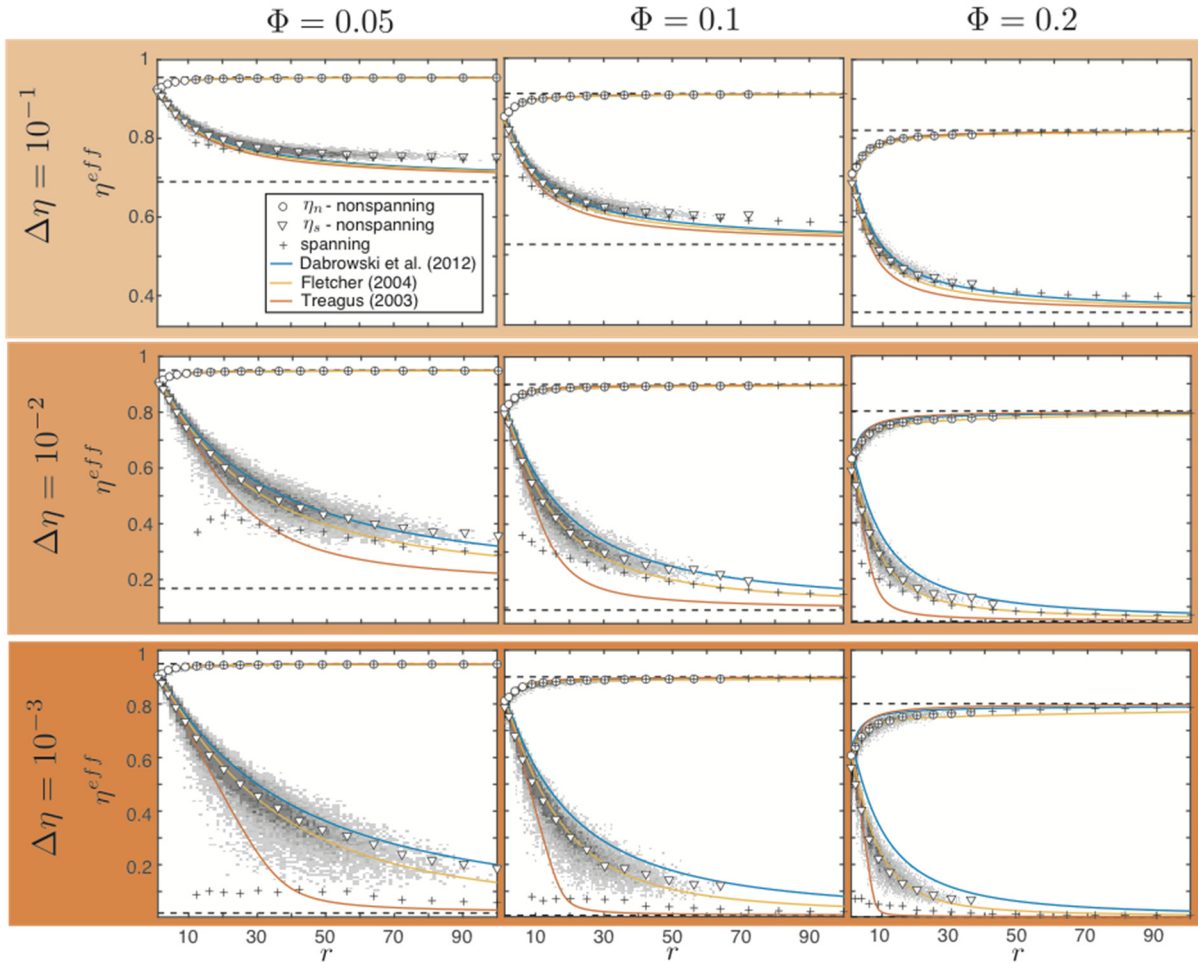 Φ = 0.05 Φ = 0.1 Φ = 0.2
Δη = 10⁻¹
η^eff
1
0.8
0.6
0.4
η_n - nonspanning
η_s - nonspanning
spanning
Dabrowski et al. (2012)
Fletcher (2004)
Treagus (2003)
Δη = 10⁻²
η^eff
1
0.8
0.6
0.4
0.2
Δη = 10⁻³
η^eff
1
0.8
0.6
0.4
0.2
10 30 50 70 90 10 30 50 70 90 10 30 50 70 90
r r r